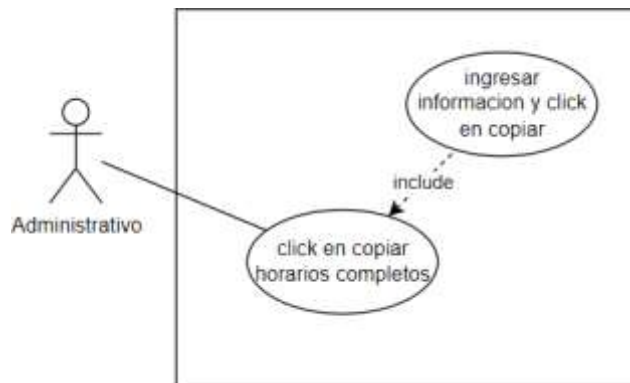 ingresar
informacion y click
en copiar
include
Administrativo
click en copiar
horarios completos